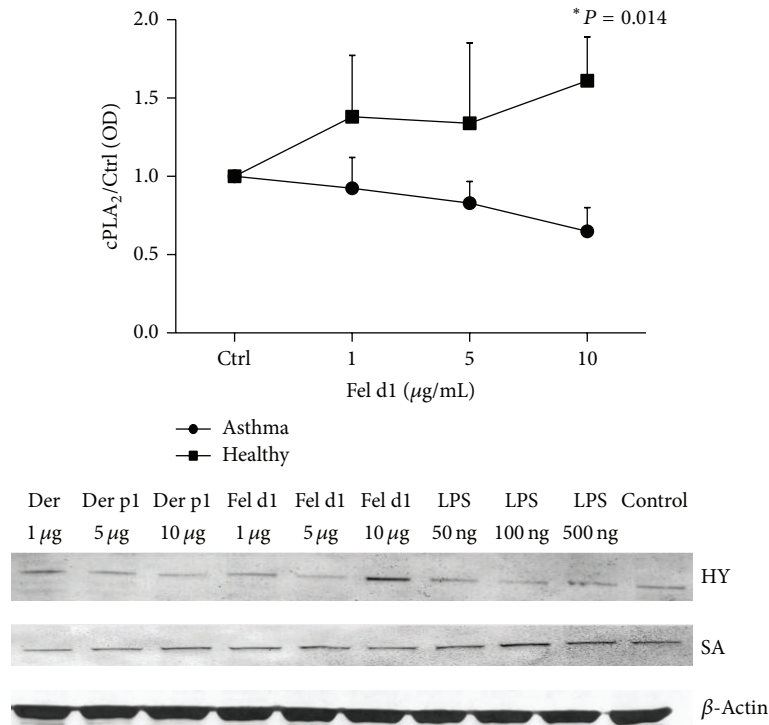 * P = 0.014
2.0
1.5
1.0
0.5
0.0
cPLA₂/Ctrl (OD)
Ctrl 1 5 10
Fel d1 (μg/mL)
Asthma
Healthy
Der Der p1 Der p1 Fel d1 Fel d1 Fel d1 LPS LPS LPS Control
1 μg 5 μg 10 μg 1 μg 5 μg 10 μg 50 ng 100 ng 500 ng
HY
SA
β-Actin